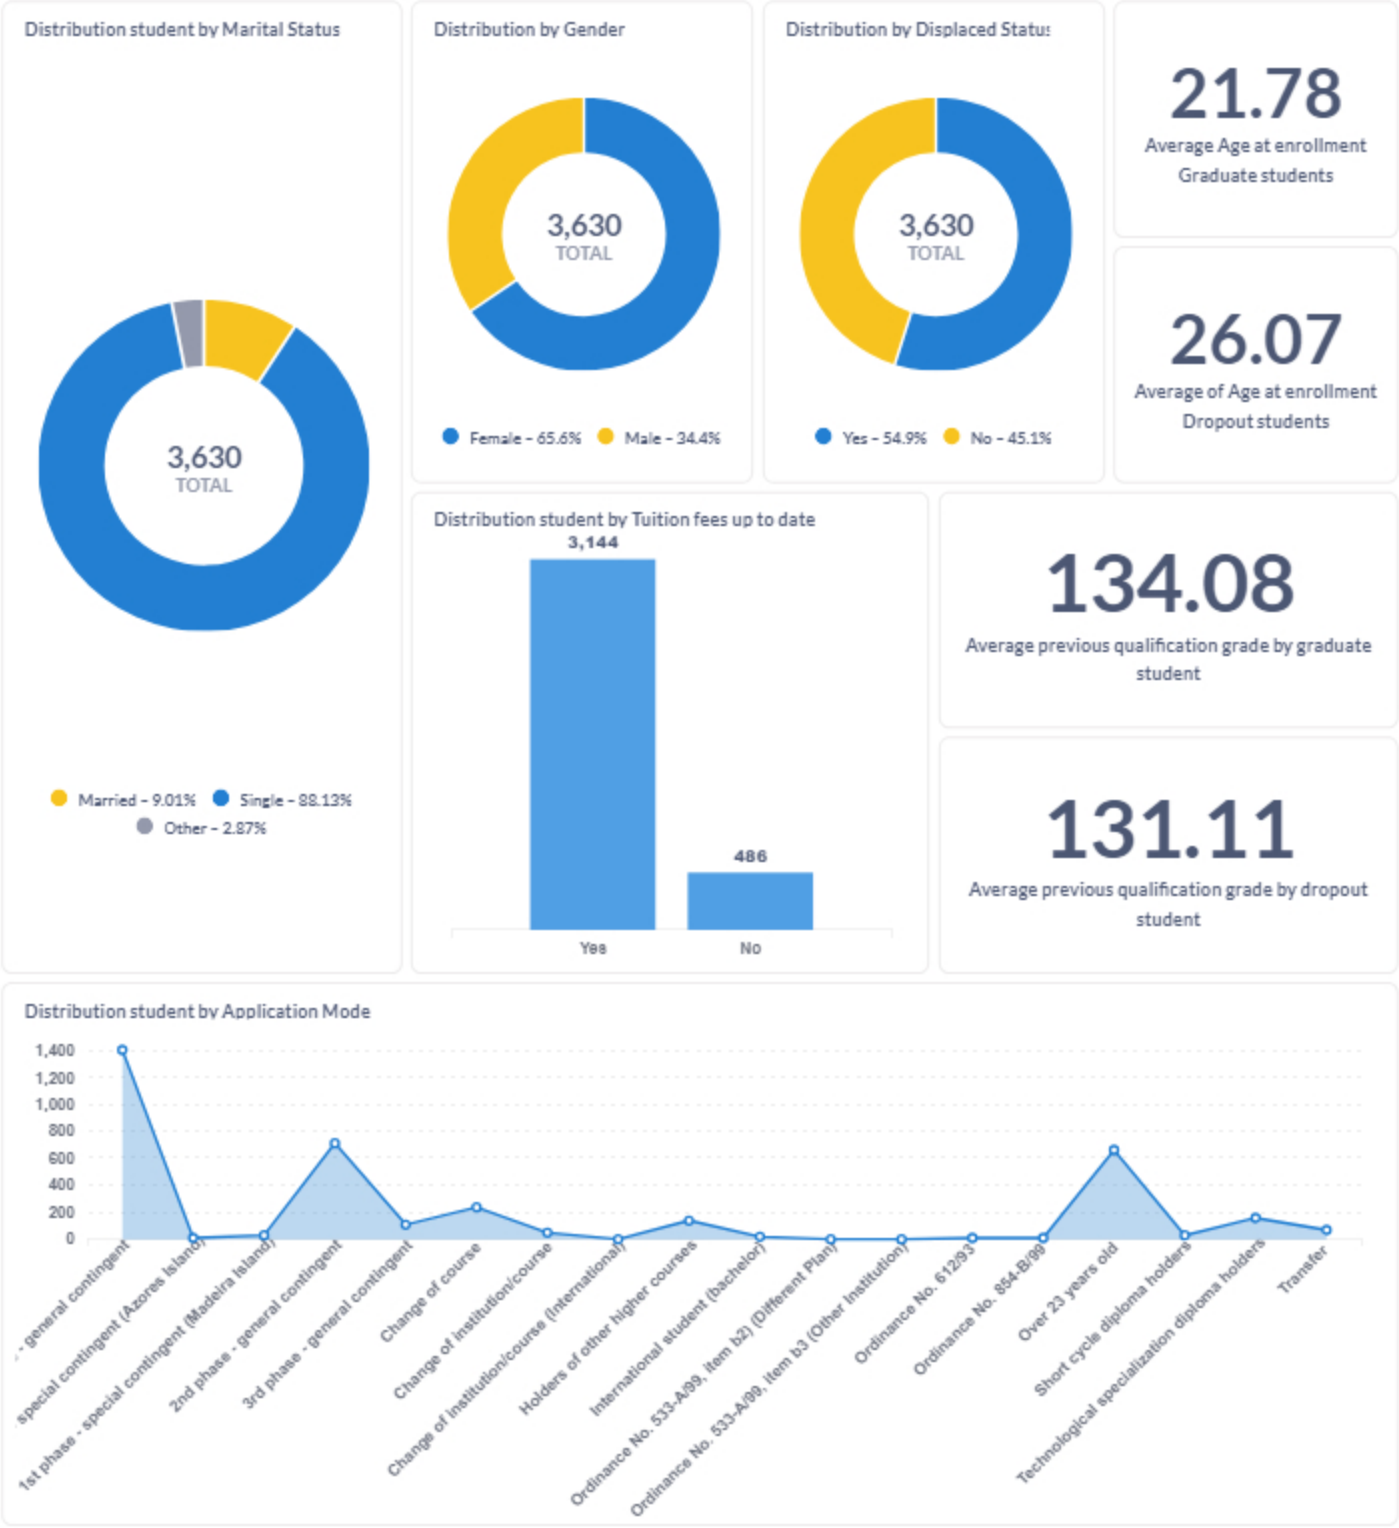 Distribution student by Marital Status
3,630
TOTAL
Married – 9.01% Single – 88.13%
Other – 2.87%
Distribution by Gender
3,630
TOTAL
Female – 65.6% Male – 34.4%
Distribution by Displaced Status
3,630
TOTAL
Yes – 54.9% No – 45.1%
21.78
Average Age at enrollment
Graduate students
26.07
Average of Age at enrollment
Dropout students
Distribution student by Tuition fees up to date
3,144
486
Yes
No
134.08
Average previous qualification grade by graduate
student
131.11
Average previous qualification grade by dropout
student
Distribution student by Application Mode
1,400
1,200
1,000
800
600
400
200
0
- general contingent
special contingent (Azores Island)
1st phase - special contingent (Madeira Island)
2nd phase - general contingent
3rd phase - general contingent
Change of course
Change of institution/course
Change of institution/course (International)
Holders of other higher courses
International student (bachelor)
Ordinance No. 533-A/99, item b2) (Different Plan)
Ordinance No. 533-A/99, item b3 (Other Institution)
Ordinance No. 612/93
Ordinance No. 854-B/99
Over 23 years old
Short cycle diploma holders
Technological specialization diploma holders
Transfer